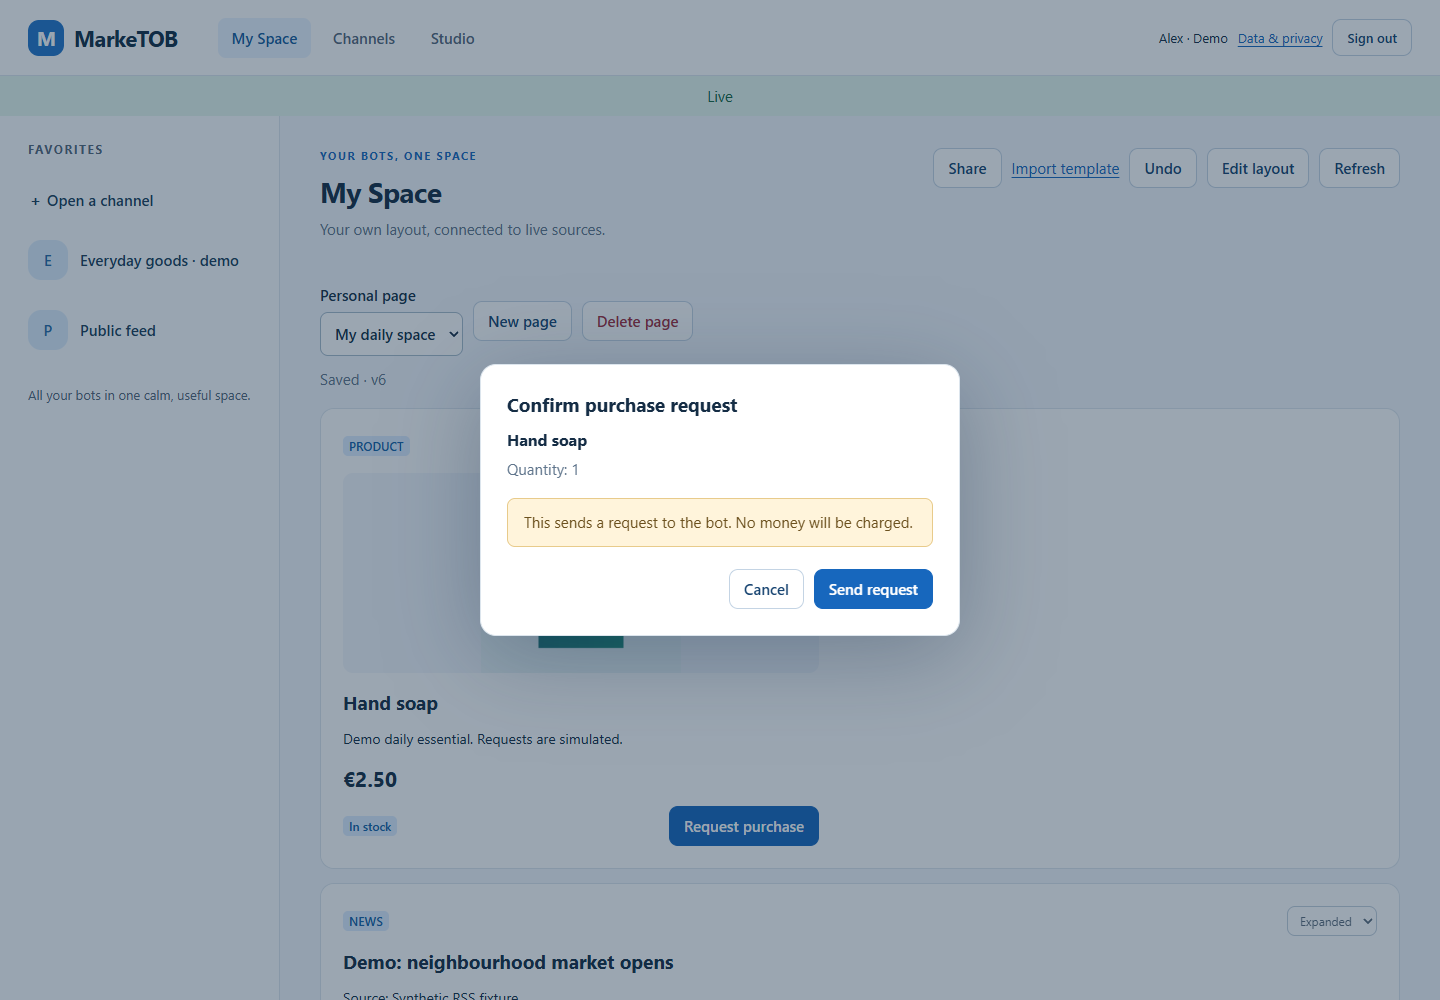 M MarkeTOB My Space Channels Studio Alex · Demo Data & privacy Sign out
Live
FAVORITES
+ Open a channel
E Everyday goods · demo
P Public feed
All your bots in one calm, useful space.
YOUR BOTS, ONE SPACE
My Space
Your own layout, connected to live sources.
Share Import template Undo Edit layout Refresh
Personal page
My daily space New page Delete page
Saved · v6
PRODUCT
Confirm purchase request
Hand soap
Quantity: 1
This sends a request to the bot. No money will be charged.
Cancel Send request
Hand soap
Demo daily essential. Requests are simulated.
€2.50
In stock Request purchase
NEWS Expanded
Demo: neighbourhood market opens
Source: Synthetic RSS fixture